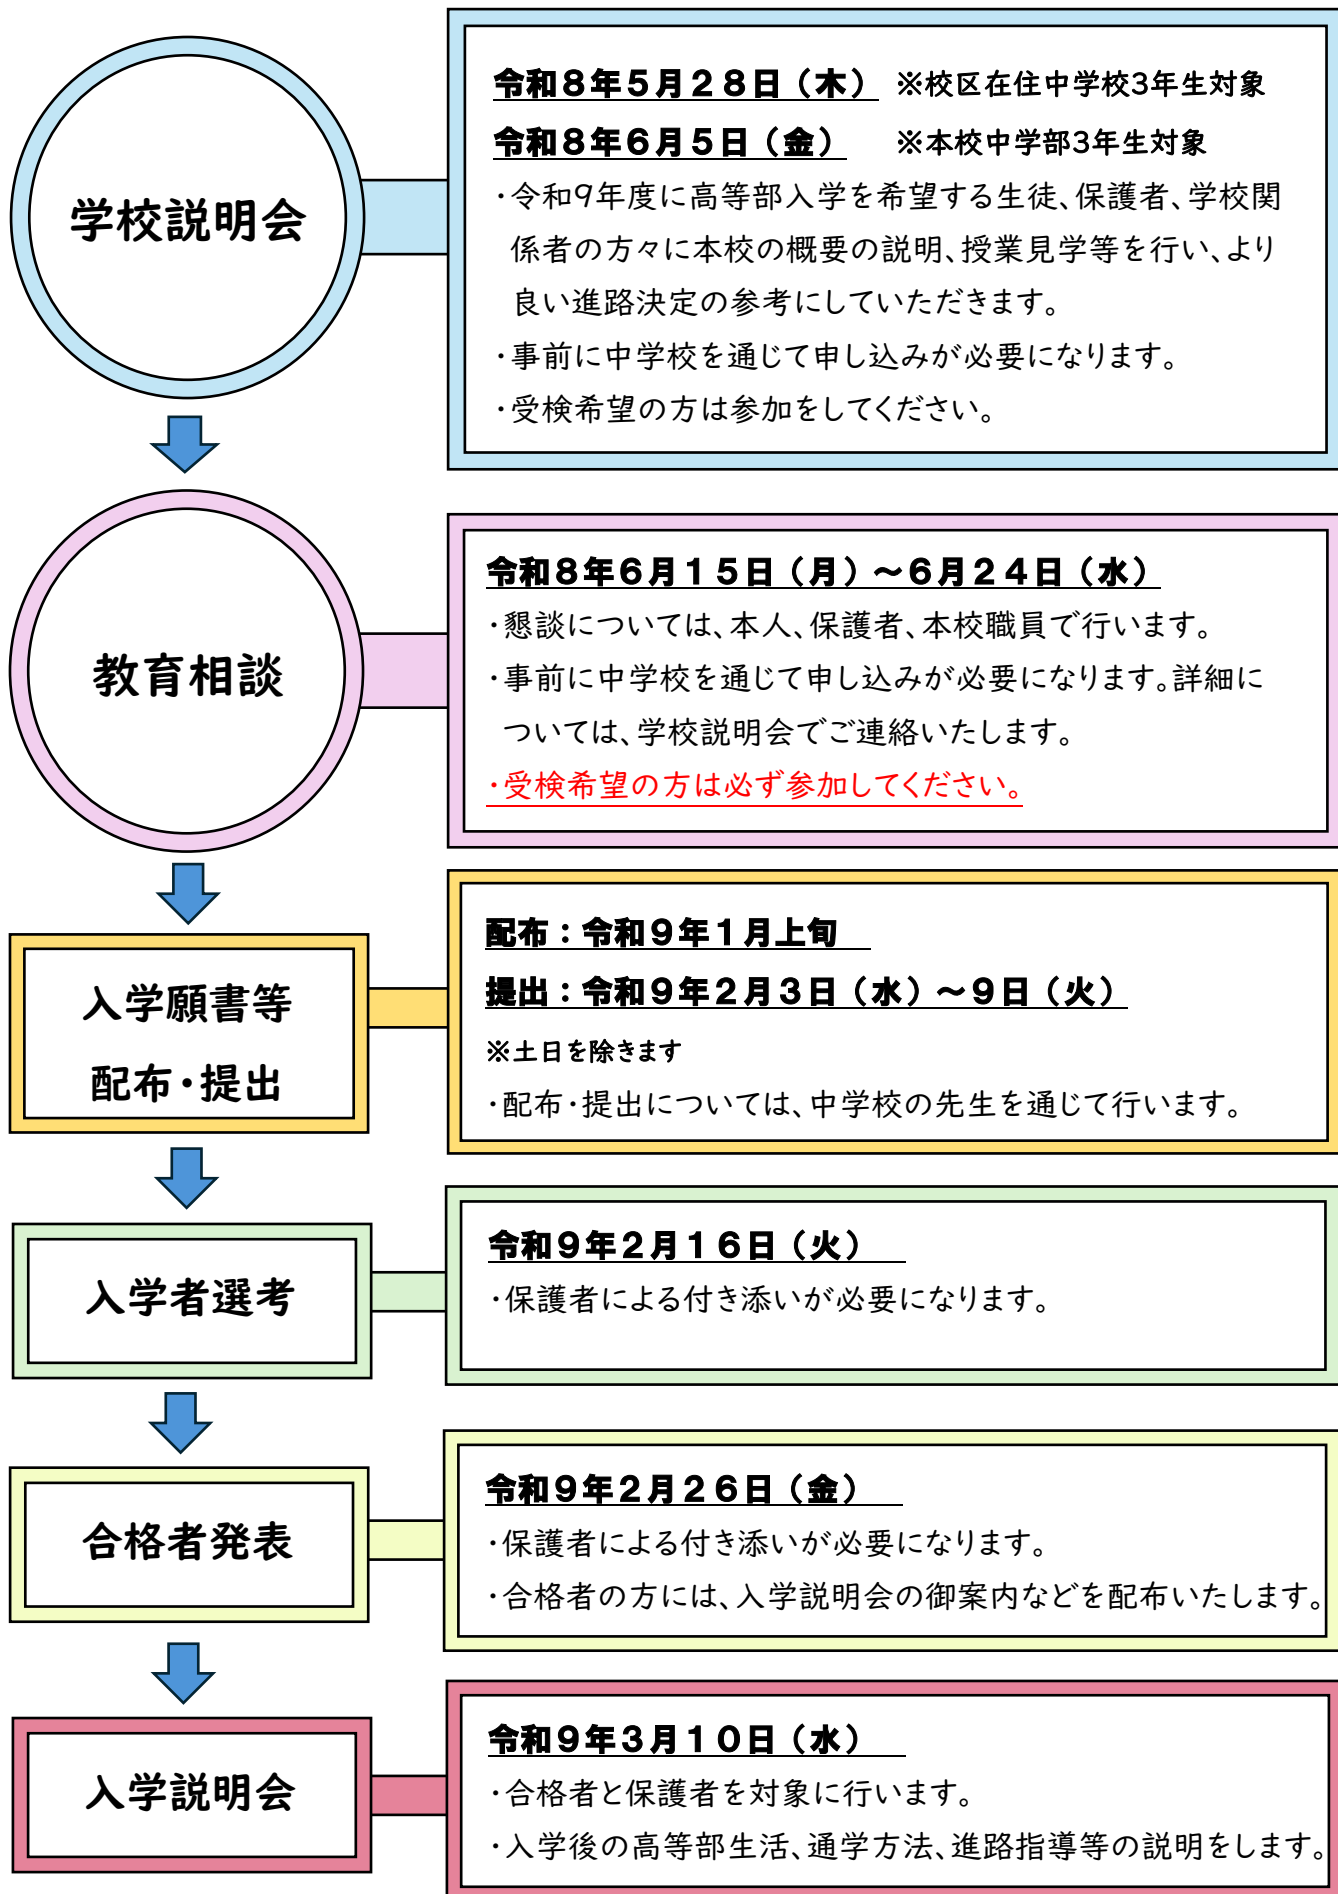 学校説明会
令和8年5月28日（木） ※校区在住中学校3年生対象
令和8年6月5日（金） ※本校中学部3年生対象
・令和9年度に高等部入学を希望する生徒、保護者、学校関
係者の方々に本校の概要の説明、授業見学等を行い、より
良い進路決定の参考にしていただきます。
・事前に中学校を通じて申し込みが必要になります。
・受検希望の方は参加をしてください。
教育相談
令和8年6月15日（月）～6月24日（水）
・懇談については、本人、保護者、本校職員で行います。
・事前に中学校を通じて申し込みが必要になります。詳細に
ついては、学校説明会でご連絡いたします。
・受検希望の方は必ず参加してください。
入学願書等
配布・提出
配布：令和9年1月上旬
提出：令和9年2月3日（水）～9日（火）
※土日を除きます
・配布・提出については、中学校の先生を通じて行います。
入学者選考
令和9年2月16日（火）
・保護者による付き添いが必要になります。
合格者発表
令和9年2月26日（金）
・保護者による付き添いが必要になります。
・合格者の方には、入学説明会の御案内などを配布いたします。
入学説明会
令和9年3月10日（水）
・合格者と保護者を対象に行います。
・入学後の高等部生活、通学方法、進路指導等の説明をします。